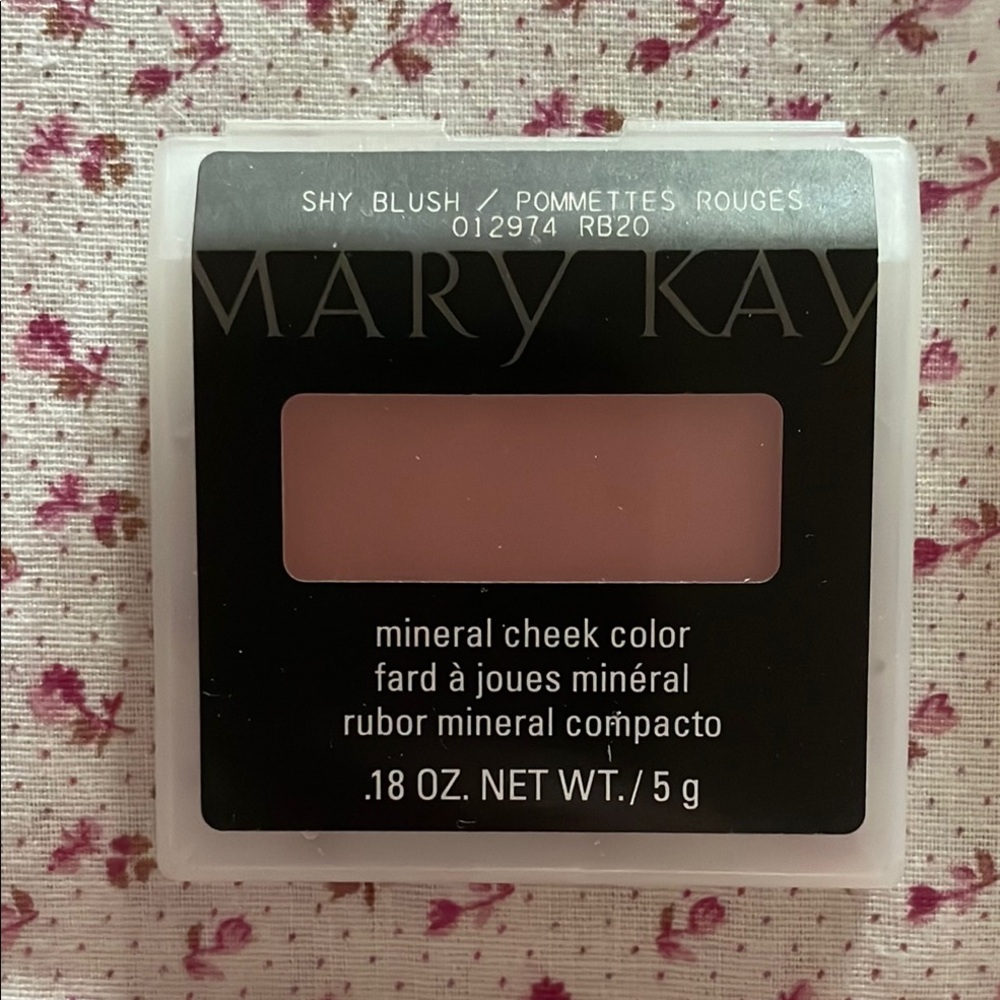 SHY BLUSH / POMMETTES ROUGES
012974 RB20
MARY KAY
mineral cheek color
fard à joues minéral
rubor mineral compacto
.18 OZ. NET WT./ 5 g